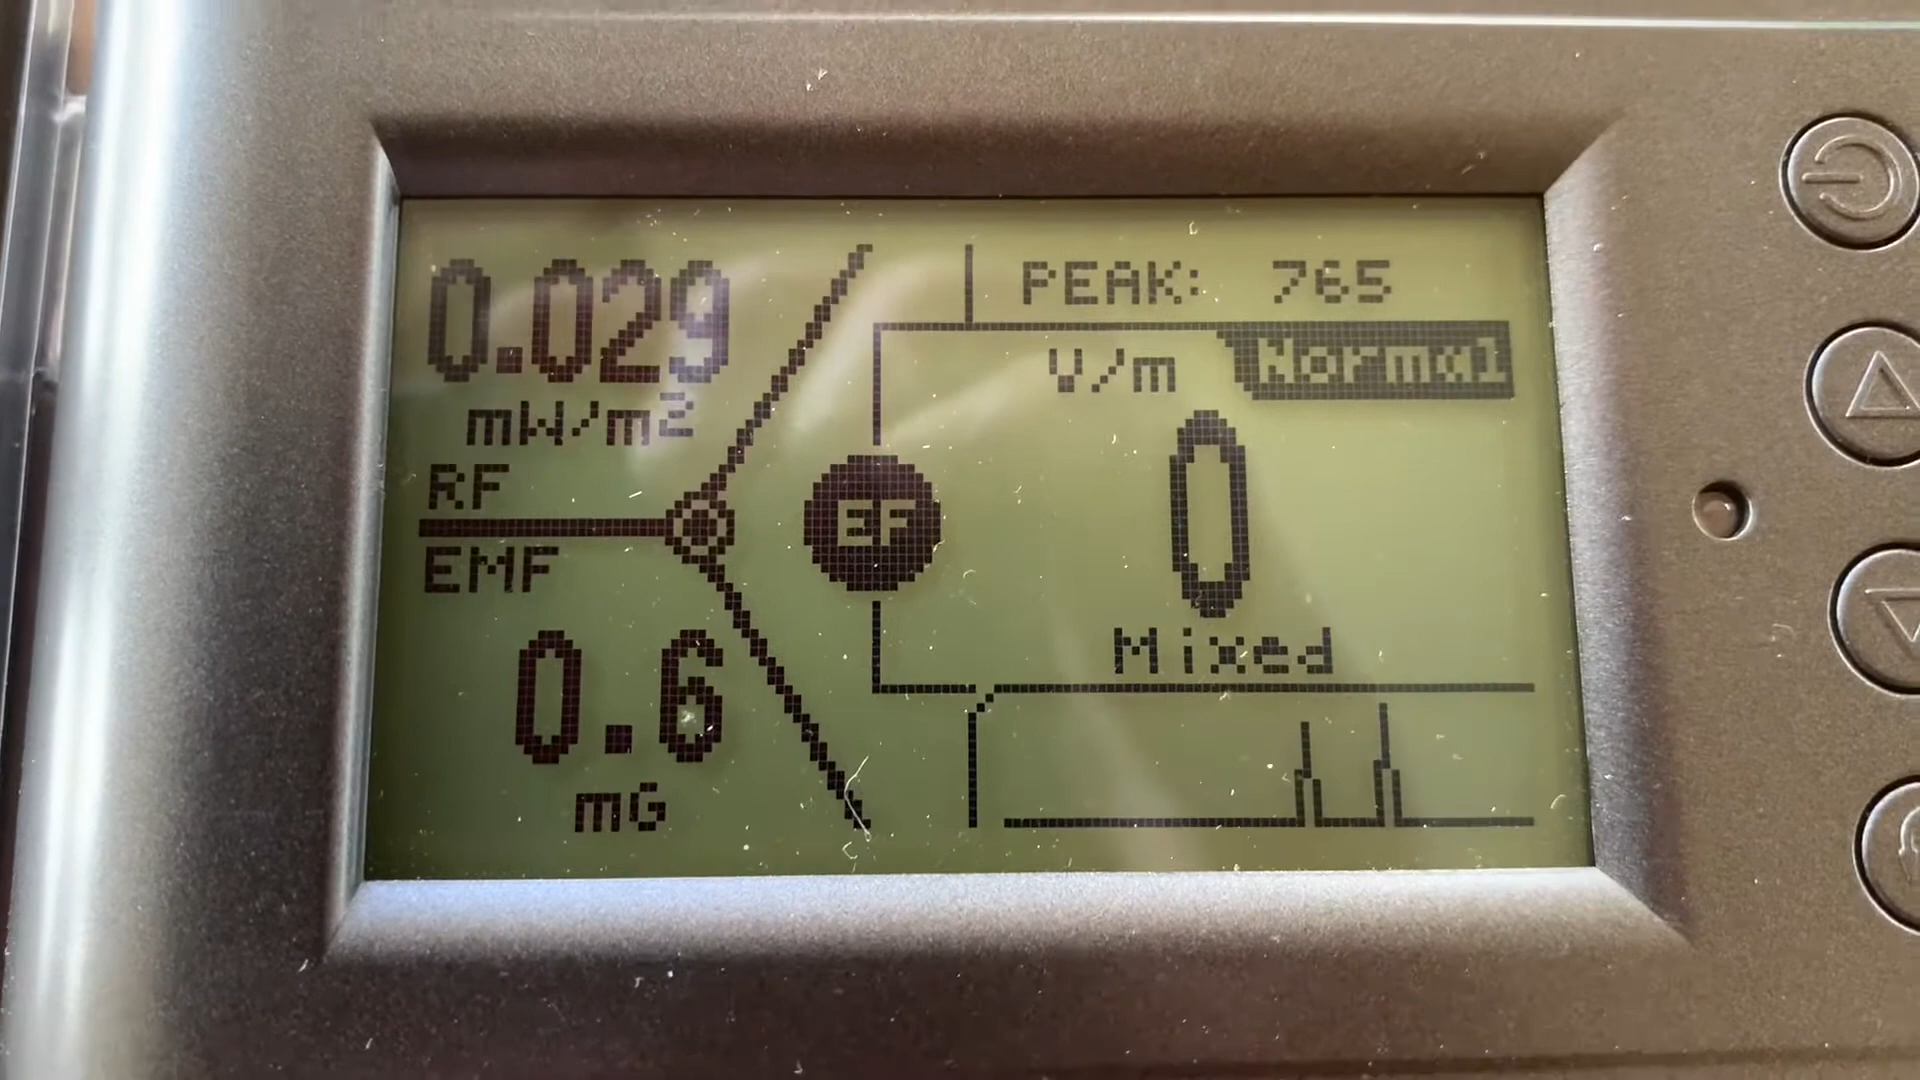 0.029
mW/m²
RF
EMF
0.6
mG
EF
PEAK: 765
V/m
Normal
0
Mixed